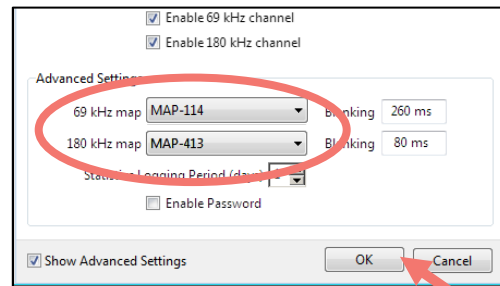 Enable 69 kHz channel
Enable 180 kHz channel
Advanced Settings
69 kHz map MAP-114 Blanking 260 ms
180 kHz map MAP-413 Blanking 80 ms
Statistics Logging Period (days)
Enable Password
Show Advanced Settings OK Cancel